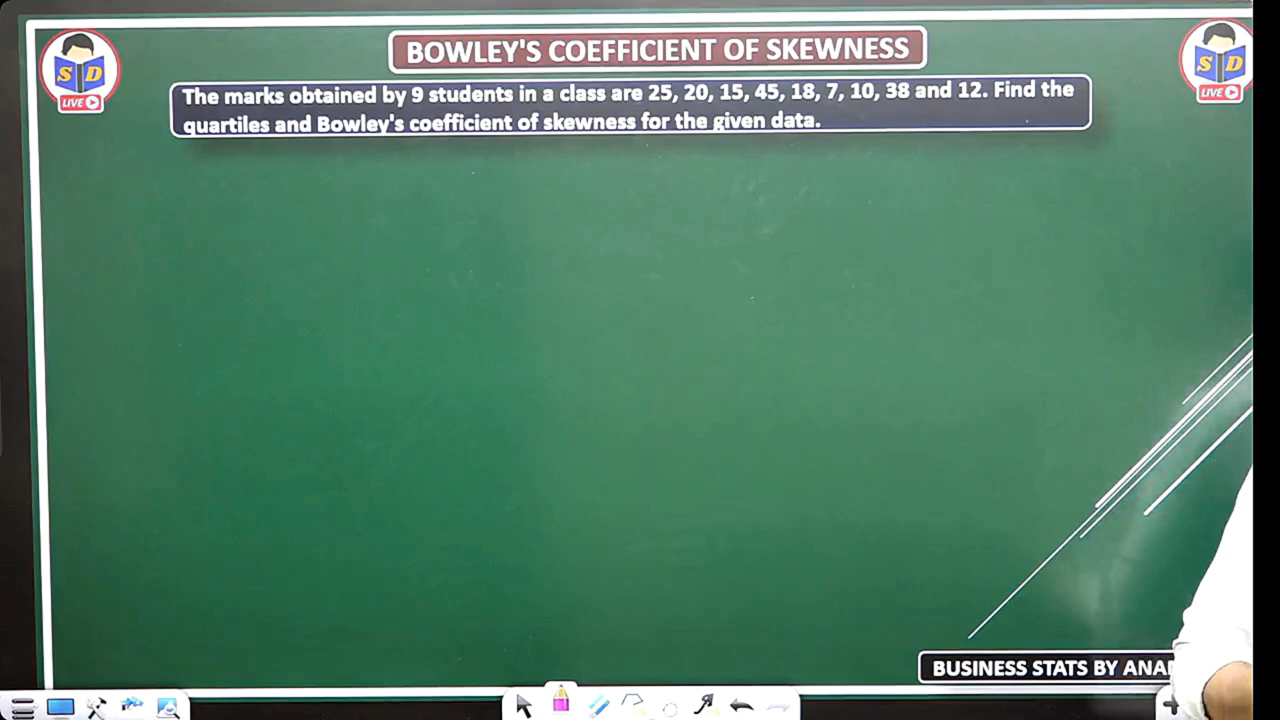 BOWLEY'S COEFFICIENT OF SKEWNESS
S D
LIVE
S D
LIVE
The marks obtained by 9 students in a class are 25, 20, 15, 45, 18, 7, 10, 38 and 12. Find the
quartiles and Bowley's coefficient of skewness for the given data.
BUSINESS STATS BY